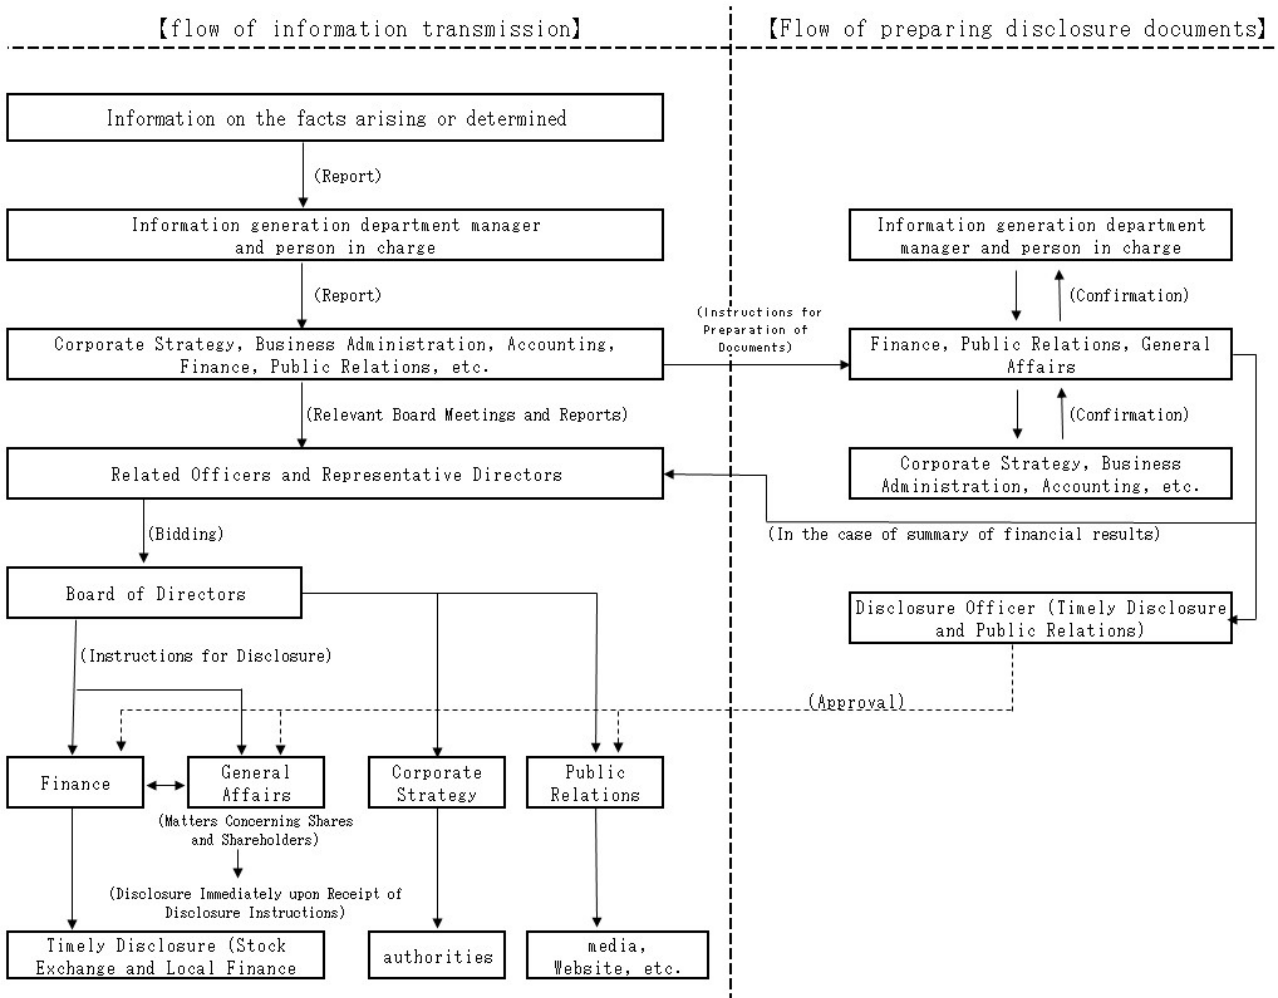 【flow of information transmission】
【Flow of preparing disclosure documents】
Information on the facts arising or determined
(Report)
Information generation department manager
and person in charge
(Report)
Corporate Strategy, Business Administration, Accounting,
Finance, Public Relations, etc.
(Relevant Board Meetings and Reports)
Related Officers and Representative Directors
(Bidding)
Board of Directors
(Instructions for Disclosure)
Finance
General
Affairs
Corporate
Strategy
Public
Relations
(Matters Concerning Shares
and Shareholders)
(Disclosure Immediately upon Receipt of
Disclosure Instructions)
Timely Disclosure (Stock
Exchange and Local Finance
authorities
media,
Website, etc.
(Instructions for
Preparation of
Documents)
Information generation department
manager and person in charge
(Confirmation)
Finance, Public Relations, General
Affairs
(Confirmation)
Corporate Strategy, Business
Administration, Accounting, etc.
(In the case of summary of financial results)
Disclosure Officer (Timely Disclosure
and Public Relations)
(Approval)